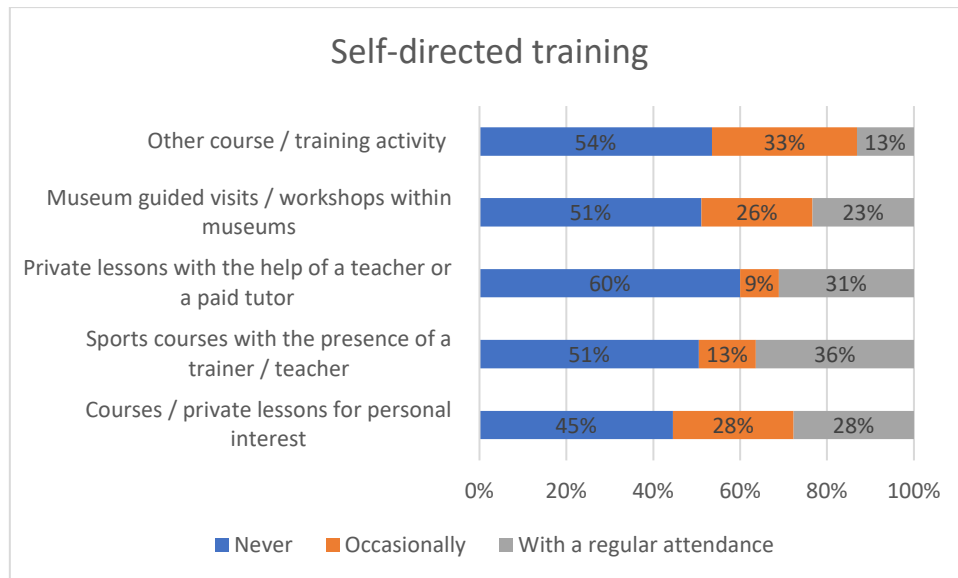 Self-directed training
Other course / training activity
54% 33% 13%
Museum guided visits / workshops within
museums
51% 26% 23%
Private lessons with the help of a teacher or
a paid tutor
60% 9% 31%
Sports courses with the presence of a
trainer / teacher
51% 13% 36%
Courses / private lessons for personal
interest
45% 28% 28%
0% 20% 40% 60% 80% 100%
Never Occasionally With a regular attendance